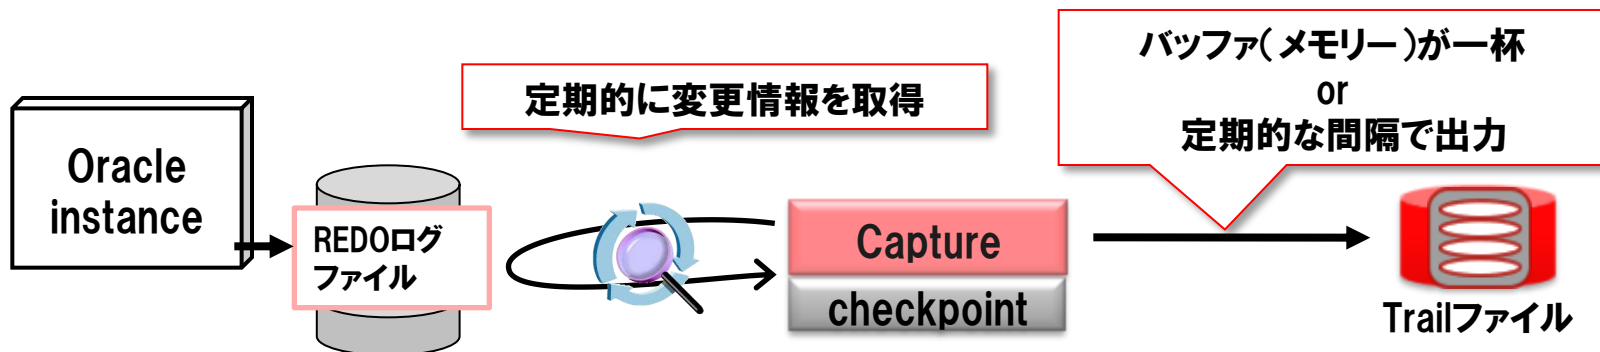 バッファ(メモリー)が一杯
or
定期的な間隔で出力
定期的に変更情報を取得
Oracle
instance
REDOログ
ファイル
Capture
checkpoint
Trailファイル